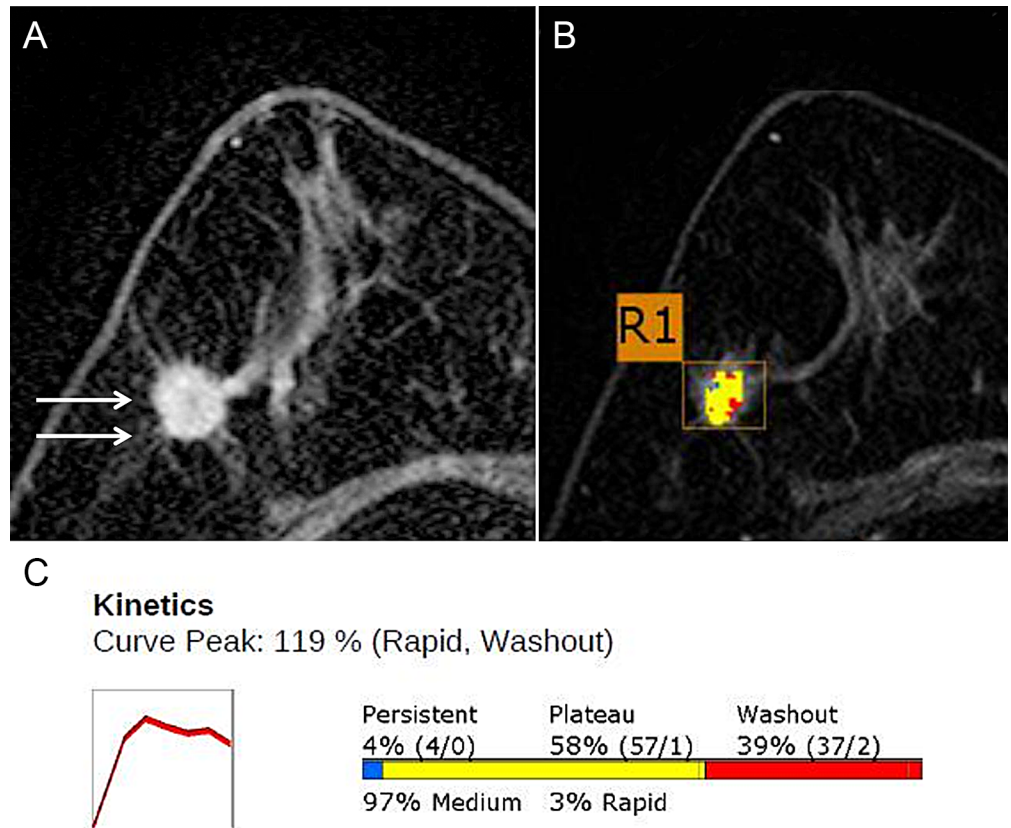 A
B
R1
C
Kinetics
Curve Peak: 119 % (Rapid, Washout)
Persistent Plateau Washout
4% (4/0) 58% (57/1) 39% (37/2)
97% Medium 3% Rapid